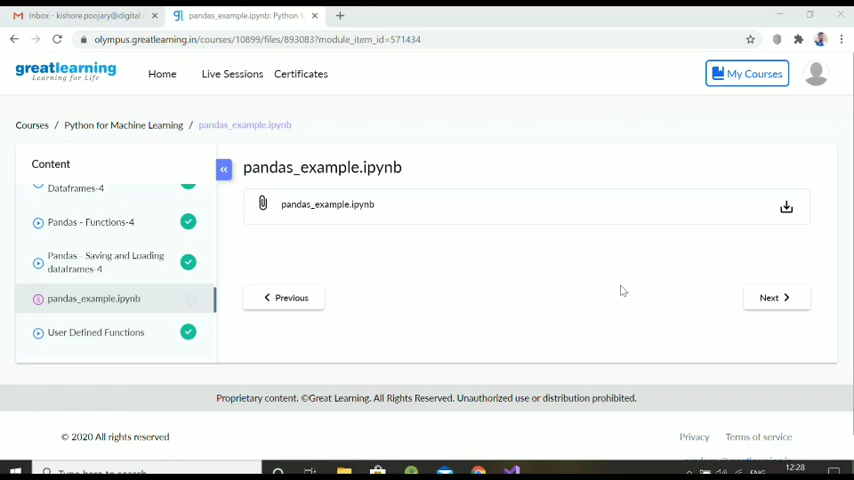 Inbox - kishore.poojary@digital.
pandas_example.ipynb: Python f
olympus.greatlearning.in/courses/10899/files/893083?module_item_id=571434
greatlearning
Learning for Life
Home
Live Sessions
Certificates
My Courses
Courses / Python for Machine Learning / pandas_example.ipynb
Content
Dataframes-4
Pandas - Functions-4
Pandas - Saving and Loading
dataframes-4
pandas_example.ipynb
User Defined Functions
pandas_example.ipynb
pandas_example.ipynb
Previous
Next
Proprietary content. ©Great Learning. All Rights Reserved. Unauthorized use or distribution prohibited.
© 2020 All rights reserved
Privacy
Terms of service
Type here to search
ENG
12:28